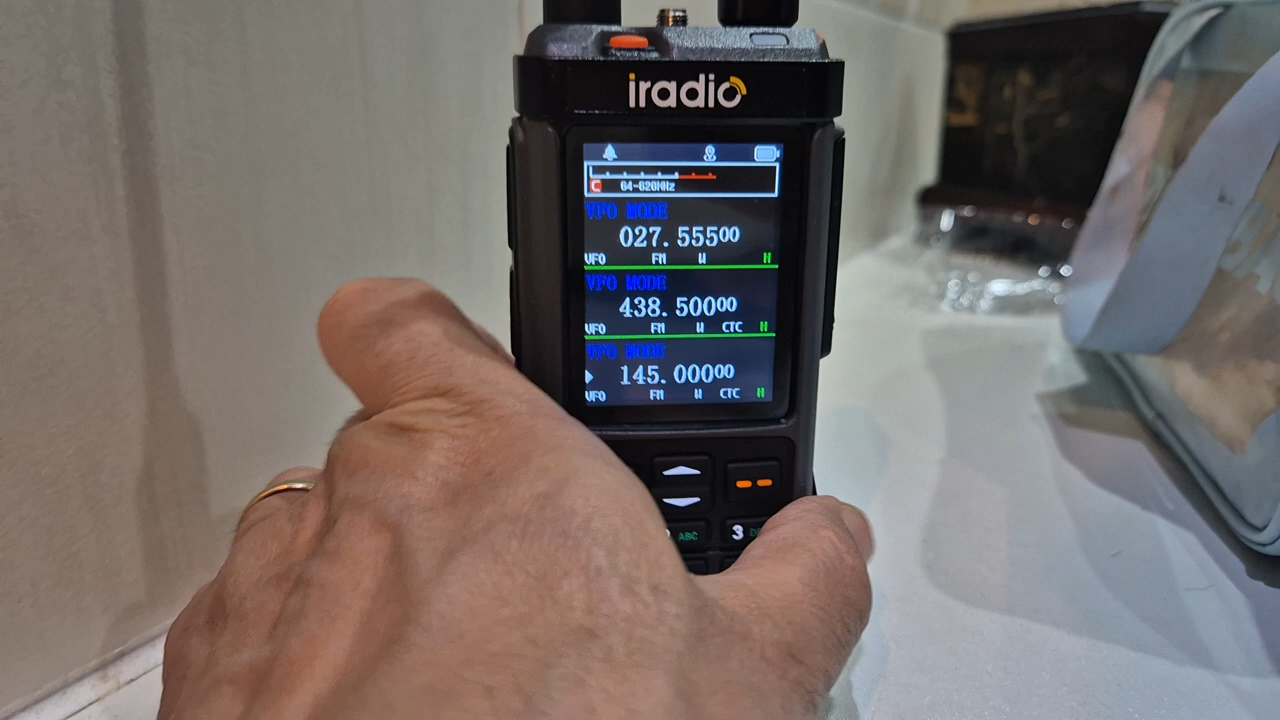 iradio
C 64-620MHz
VFO MODE
027.55500
VFO FM W N
VFO MODE
438.50000
VFO FM W CTC N
VFO MODE
145.00000
VFO FM W CTC N
ABC 3